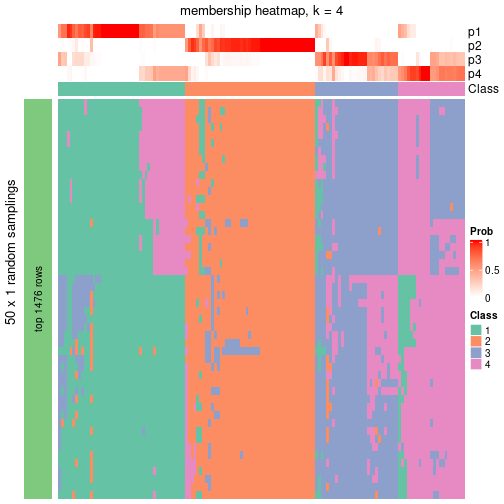 membership heatmap, k = 4
p1
p2
p3
p4
Class
50 x 1 random samplings
top 1476 rows
Prob
1
0.5
0
Class
1
2
3
4